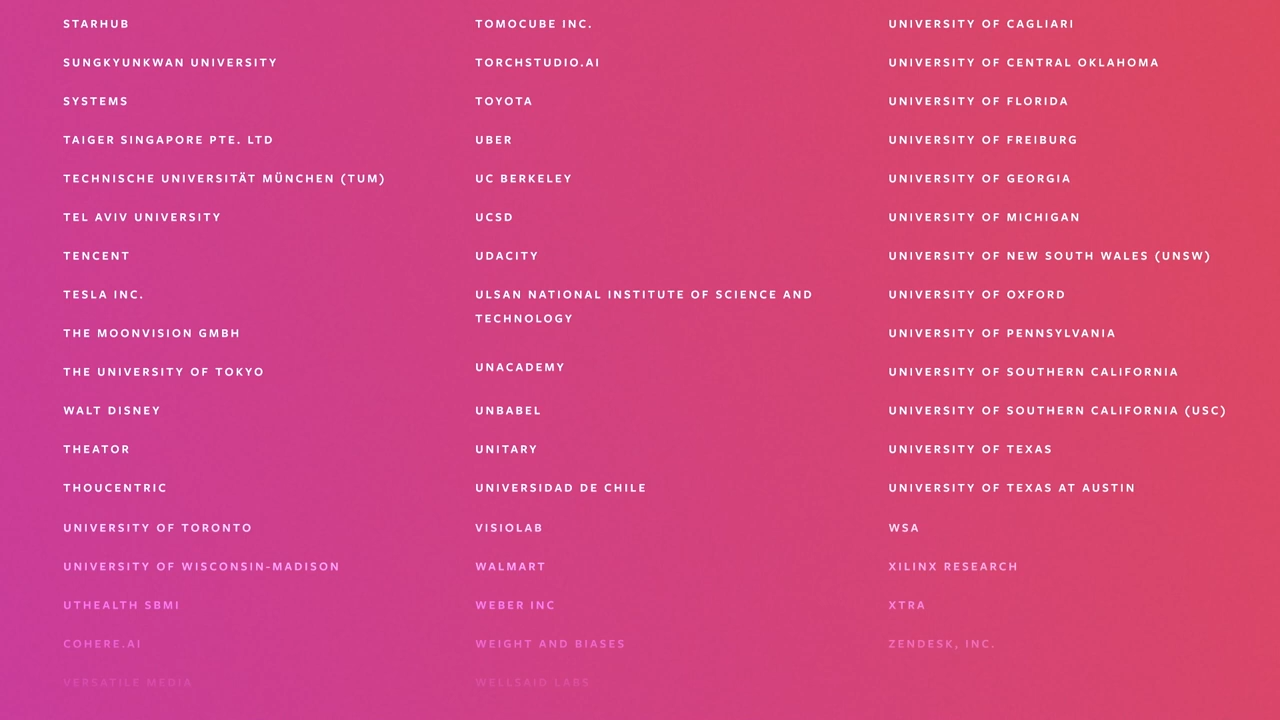 STARHUB
SUNGKYUNKWAN UNIVERSITY
SYSTEMS
TAIGER SINGAPORE PTE. LTD
TECHNISCHE UNIVERSITÄT MÜNCHEN (TUM)
TEL AVIV UNIVERSITY
TENCENT
TESLA INC.
THE MOONVISION GMBH
THE UNIVERSITY OF TOKYO
WALT DISNEY
THEATOR
THOUCENTRIC
UNIVERSITY OF TORONTO
UNIVERSITY OF WISCONSIN-MADISON
UTHEALTH SBMI
COHERE.AI
VERSATILE MEDIA
TOMOCUBE INC.
TORCHSTUDIO.AI
TOYOTA
UBER
UC BERKELEY
UCSD
UDACITY
ULSAN NATIONAL INSTITUTE OF SCIENCE AND
TECHNOLOGY
UNACADEMY
UNBABEL
UNITARY
UNIVERSIDAD DE CHILE
VISIOLAB
WALMART
WEBER INC
WEIGHT AND BIASES
WELLSAID LABS
UNIVERSITY OF CAGLIARI
UNIVERSITY OF CENTRAL OKLAHOMA
UNIVERSITY OF FLORIDA
UNIVERSITY OF FREIBURG
UNIVERSITY OF GEORGIA
UNIVERSITY OF MICHIGAN
UNIVERSITY OF NEW SOUTH WALES (UNSW)
UNIVERSITY OF OXFORD
UNIVERSITY OF PENNSYLVANIA
UNIVERSITY OF SOUTHERN CALIFORNIA
UNIVERSITY OF SOUTHERN CALIFORNIA (USC)
UNIVERSITY OF TEXAS
UNIVERSITY OF TEXAS AT AUSTIN
WSA
XILINX RESEARCH
XTRA
ZENDESK, INC.